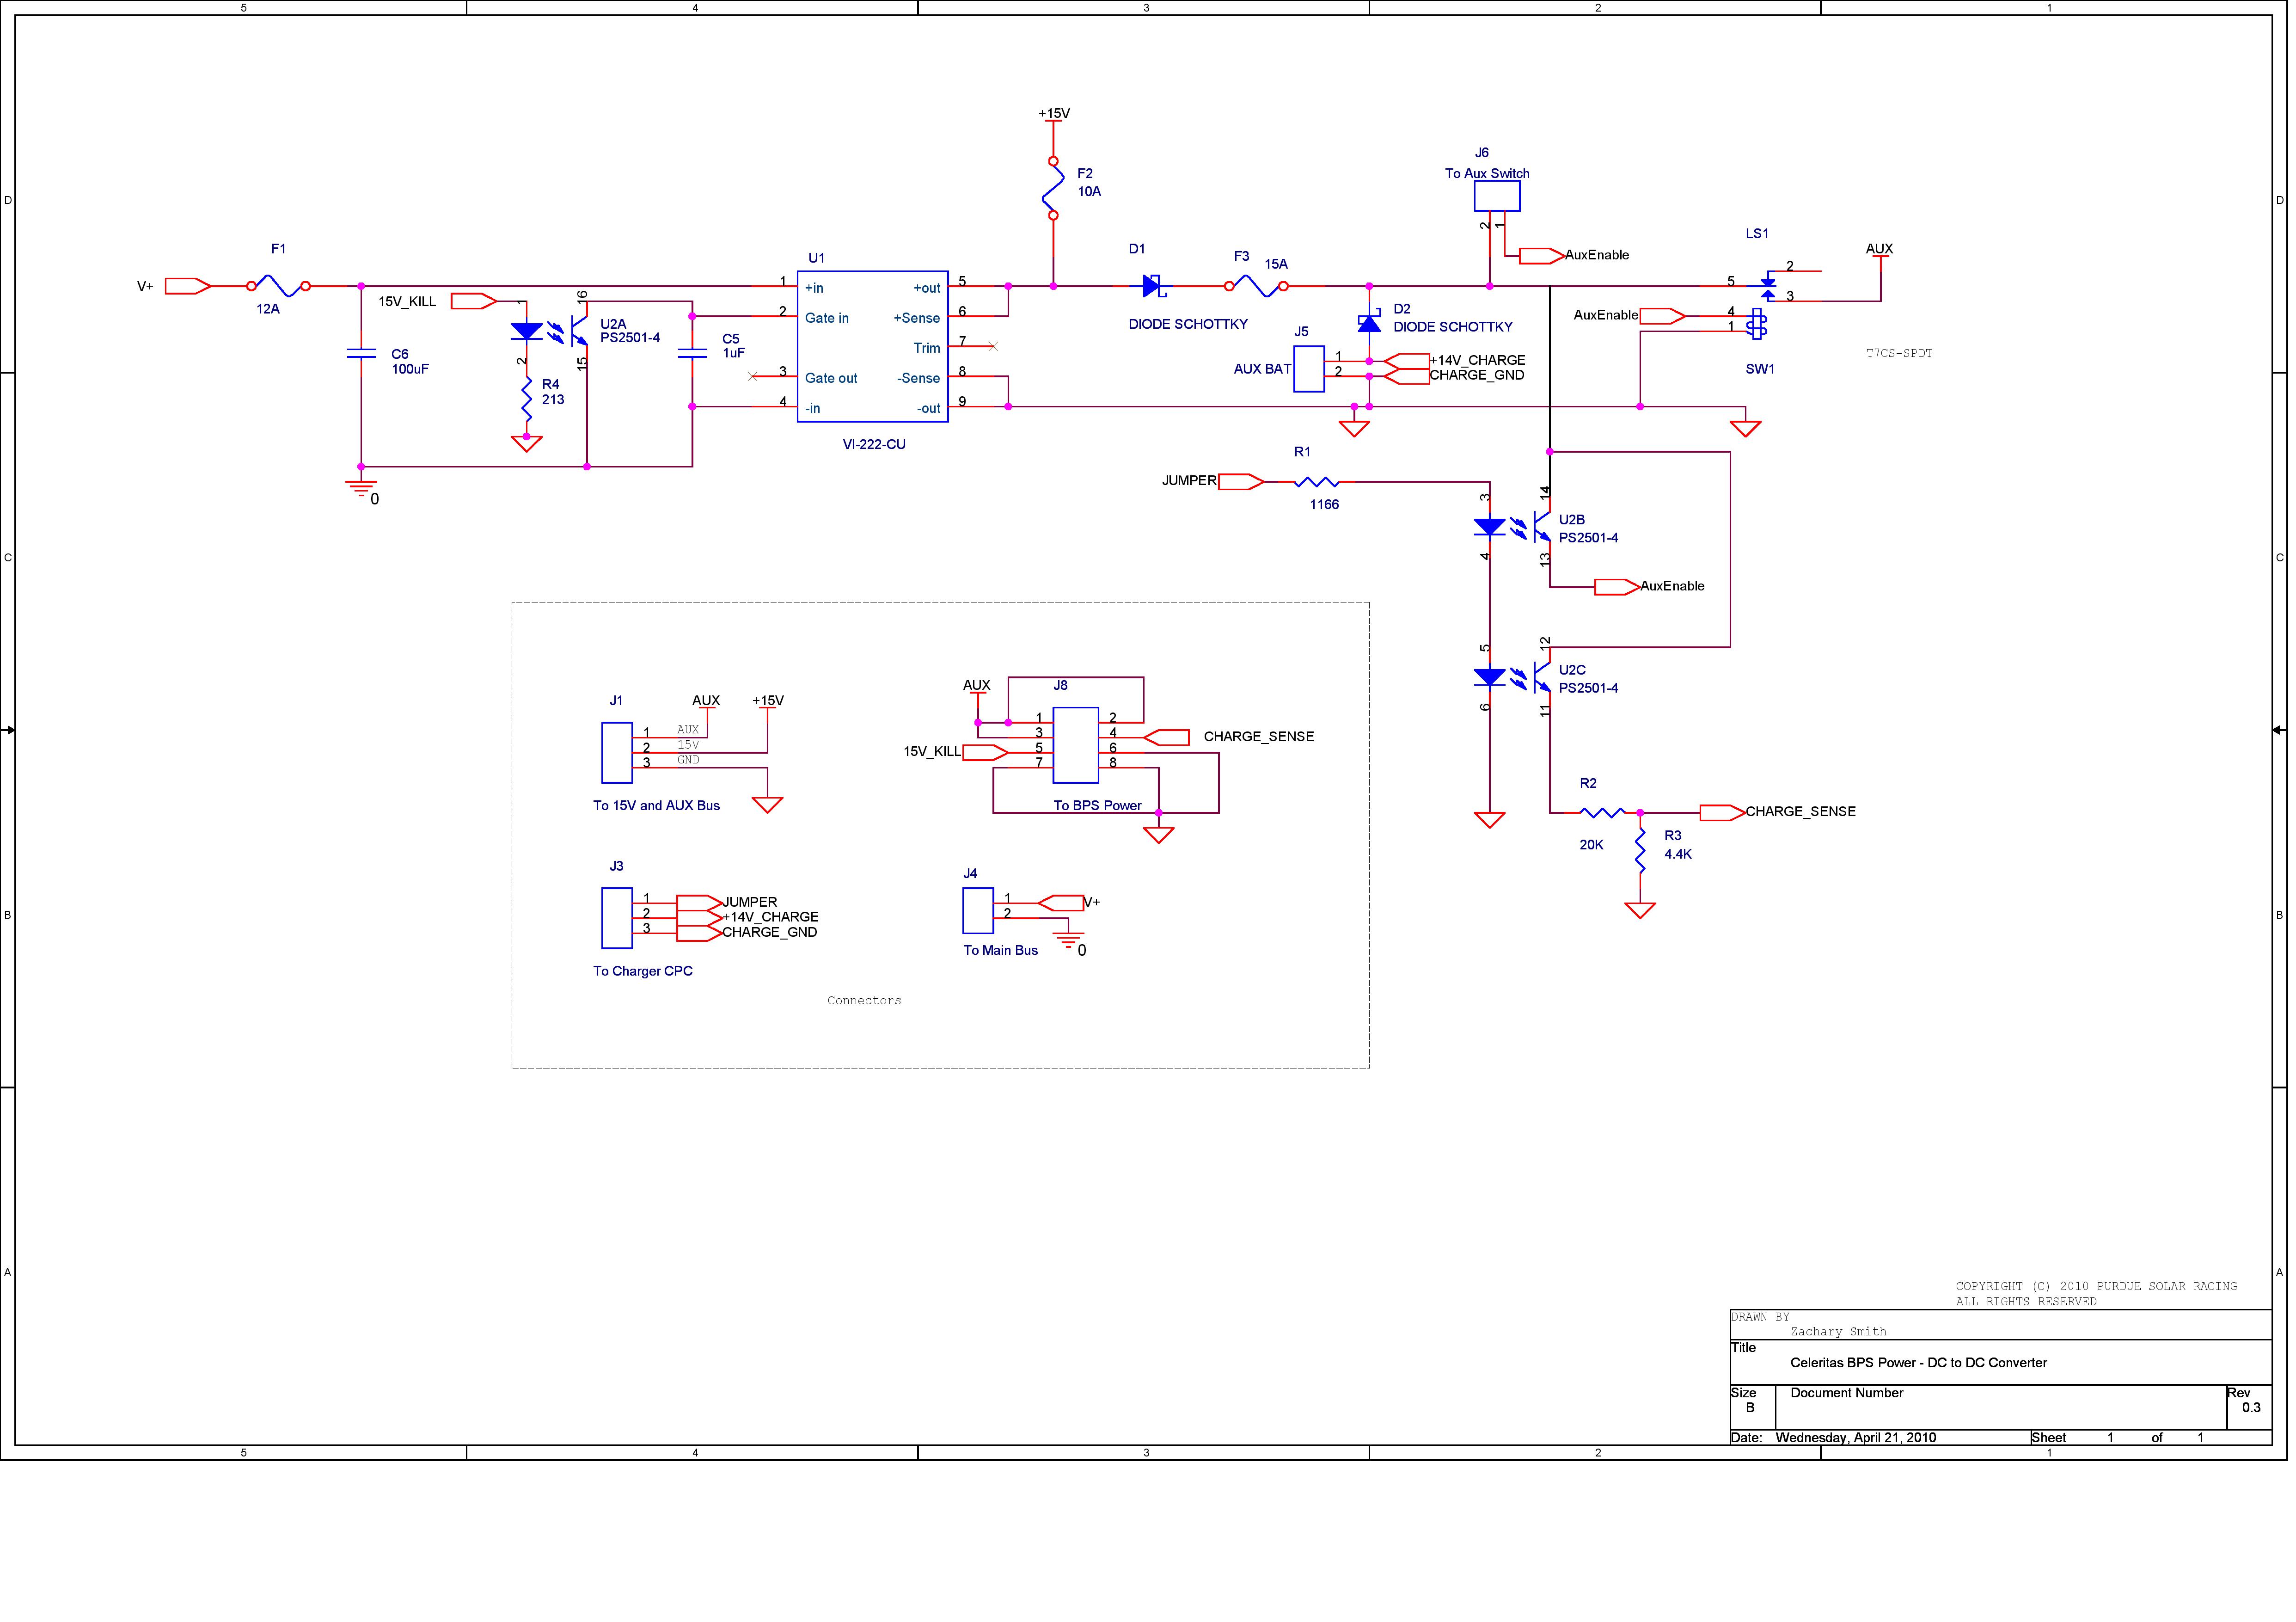 5 4 3 2 1
D D
C C
B B
A A
+15V
F2
10A
J6
To Aux Switch
2 1
AuxEnable
F1
12A
V+
15V_KILL
1
2
16
15
U2A
PS2501-4
R4
213
C6
100uF
0
C5
1uF
U1
1 +in
2 Gate in
3 Gate out
4 -in
+out 5
+Sense 6
Trim 7
-Sense 8
-out 9
VI-222-CU
D1
DIODE SCHOTTKY
F3
15A
D2
DIODE SCHOTTKY
J5
AUX BAT
1
2
+14V_CHARGE
CHARGE_GND
LS1
AUX
5
2
3
AuxEnable
4
1
T7CS-SPDT
SW1
JUMPER
R1
1166
3
4
14
13
U2B
PS2501-4
AuxEnable
5
6
12
11
U2C
PS2501-4
R2
20K
R3
4.4K
CHARGE_SENSE
J1
AUX
+15V
1 AUX
2 15V
3 GND
To 15V and AUX Bus
AUX
J8
1 2
3 4
CHARGE_SENSE
15V_KILL
5 6
7 8
To BPS Power
J3
1 JUMPER
2 +14V_CHARGE
3 CHARGE_GND
To Charger CPC
J4
1 V+
2
0
To Main Bus
Connectors
COPYRIGHT (C) 2010 PURDUE SOLAR RACING
ALL RIGHTS RESERVED
DRAWN BY
Zachary Smith
Title
Celeritas BPS Power - DC to DC Converter
Size Document Number Rev
B 0.3
Date: Wednesday, April 21, 2010 Sheet 1 of 1
5 4 3 2 1